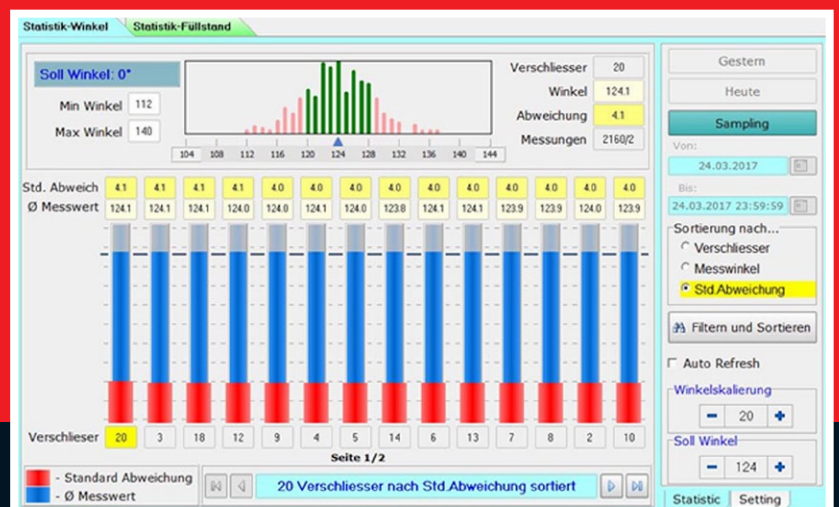 Statistik-Winkel Statistik-Füllstand
Soll Winkel: 0°
Min Winkel 112
Max Winkel 140
104 108 112 116 120 124 128 132 136 140 144
Verschliesser 20
Winkel 124.1
Abweichung 4.1
Messungen 2160/2
Std. Abweich 4.1 4.1 4.1 4.1 4.0 4.0 4.0 4.0 4.0 4.0 4.0 4.0 4.0 4.0
Ø Messwert 124.1 124.1 124.1 124.0 124.1 124.0 123.8 124.1 124.1 124.1 123.9 123.9 124.0 123.9
Verschlieser 20 3 18 12 9 4 5 14 6 13 7 8 2 10
Seite 1/2
- Standard Abweichung
- Ø Messwert
20 Verschliesser nach Std.Abweichung sortiert
Gestern
Heute
Sampling
Von:
24.03.2017
Bis:
24.03.2017 23:59:59
Sortierung nach...
Verschliesser
Messwinkel
Std.Abweichung
Filtern und Sortieren
Auto Refresh
Winkelskalierung
- 20 +
Soll Winkel
- 124 +
Statistic Setting